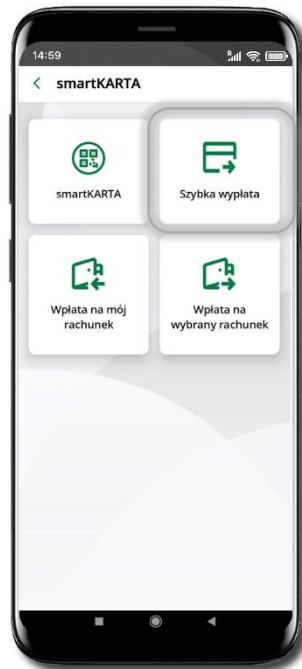 14:59
smartKARTA
smartKARTA
Szybka wypłata
Wpłata na mój
rachunek
Wpłata na
wybrany rachunek